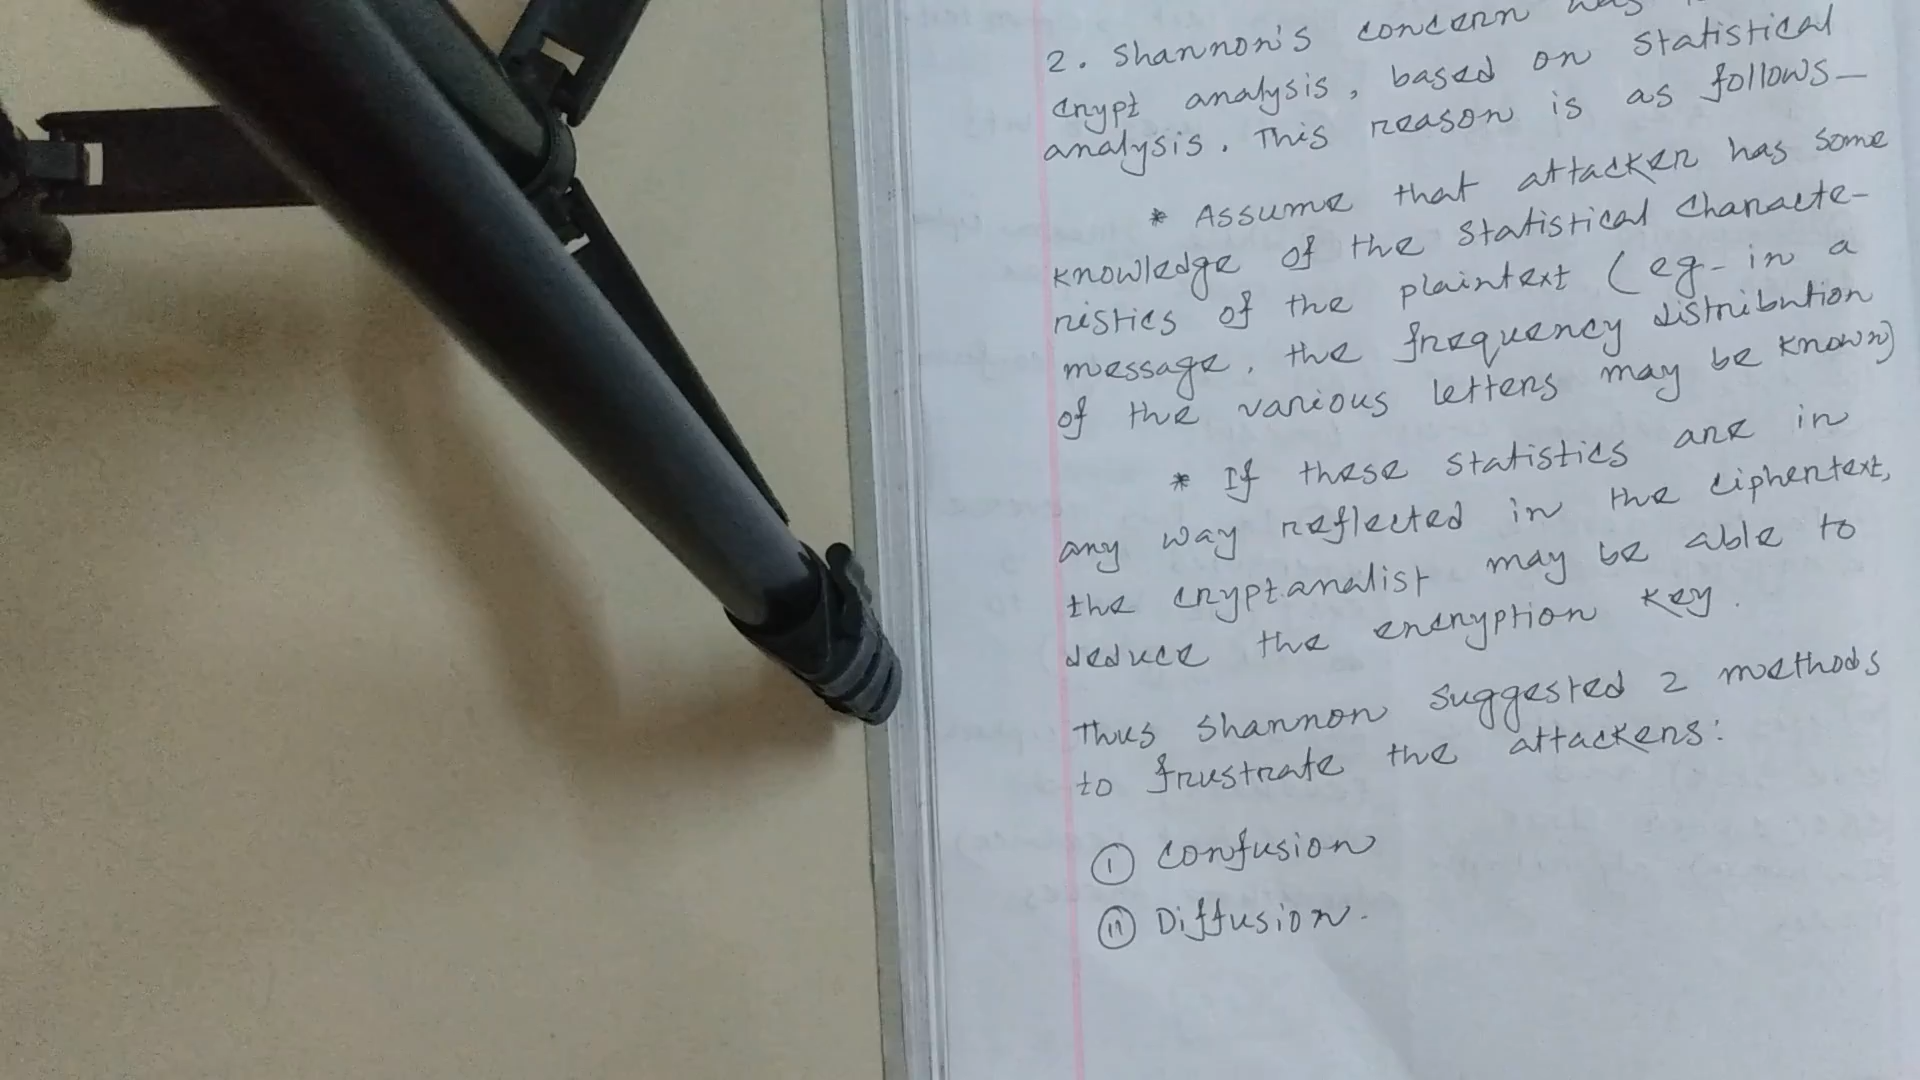 2. Shannon's concern was
crypt analysis, based on statistical
analysis. This reason is as follows—
* Assume that attacker has some
knowledge of the statistical characte-
ristics of the plaintext (eg- in a
message, the frequency distribution
of the various letters may be known)
* If these statistics are in
any way reflected in the ciphertext,
the cryptanalist may be able to
deduce the encryption key.
Thus Shannon suggested 2 methods
to frustrate the attackers:
(i) Confusion
(ii) Diffusion.